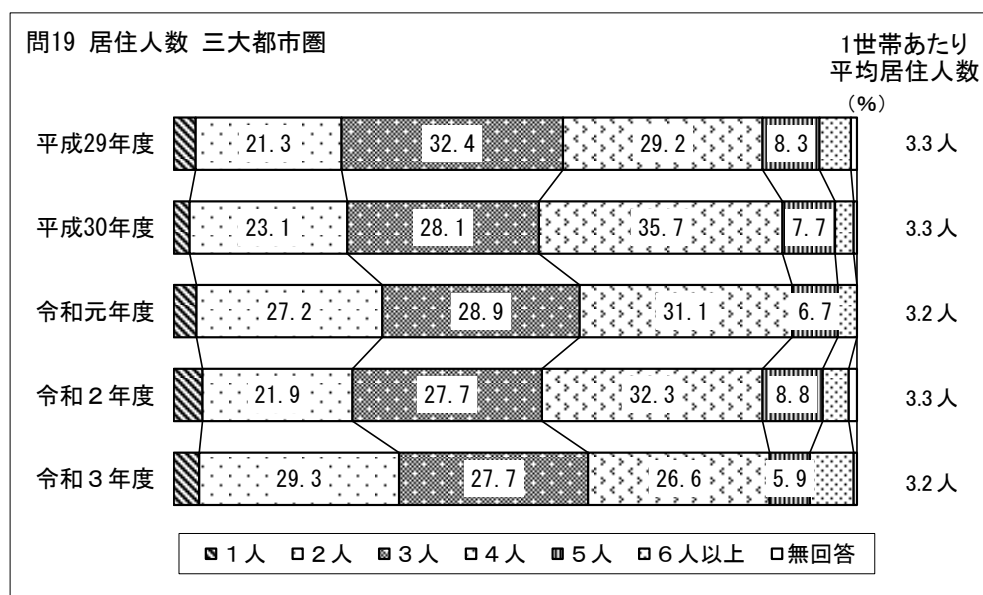 問19 居住人数 三大都市圏
1世帯あたり
平均居住人数
(%)
平成29年度 21.3 32.4 29.2 8.3 3.3人
平成30年度 23.1 28.1 35.7 7.7 3.3人
令和元年度 27.2 28.9 31.1 6.7 3.2人
令和２年度 21.9 27.7 32.3 8.8 3.3人
令和３年度 29.3 27.7 26.6 5.9 3.2人
１人 ２人 ３人 ４人 ５人 ６人以上 無回答